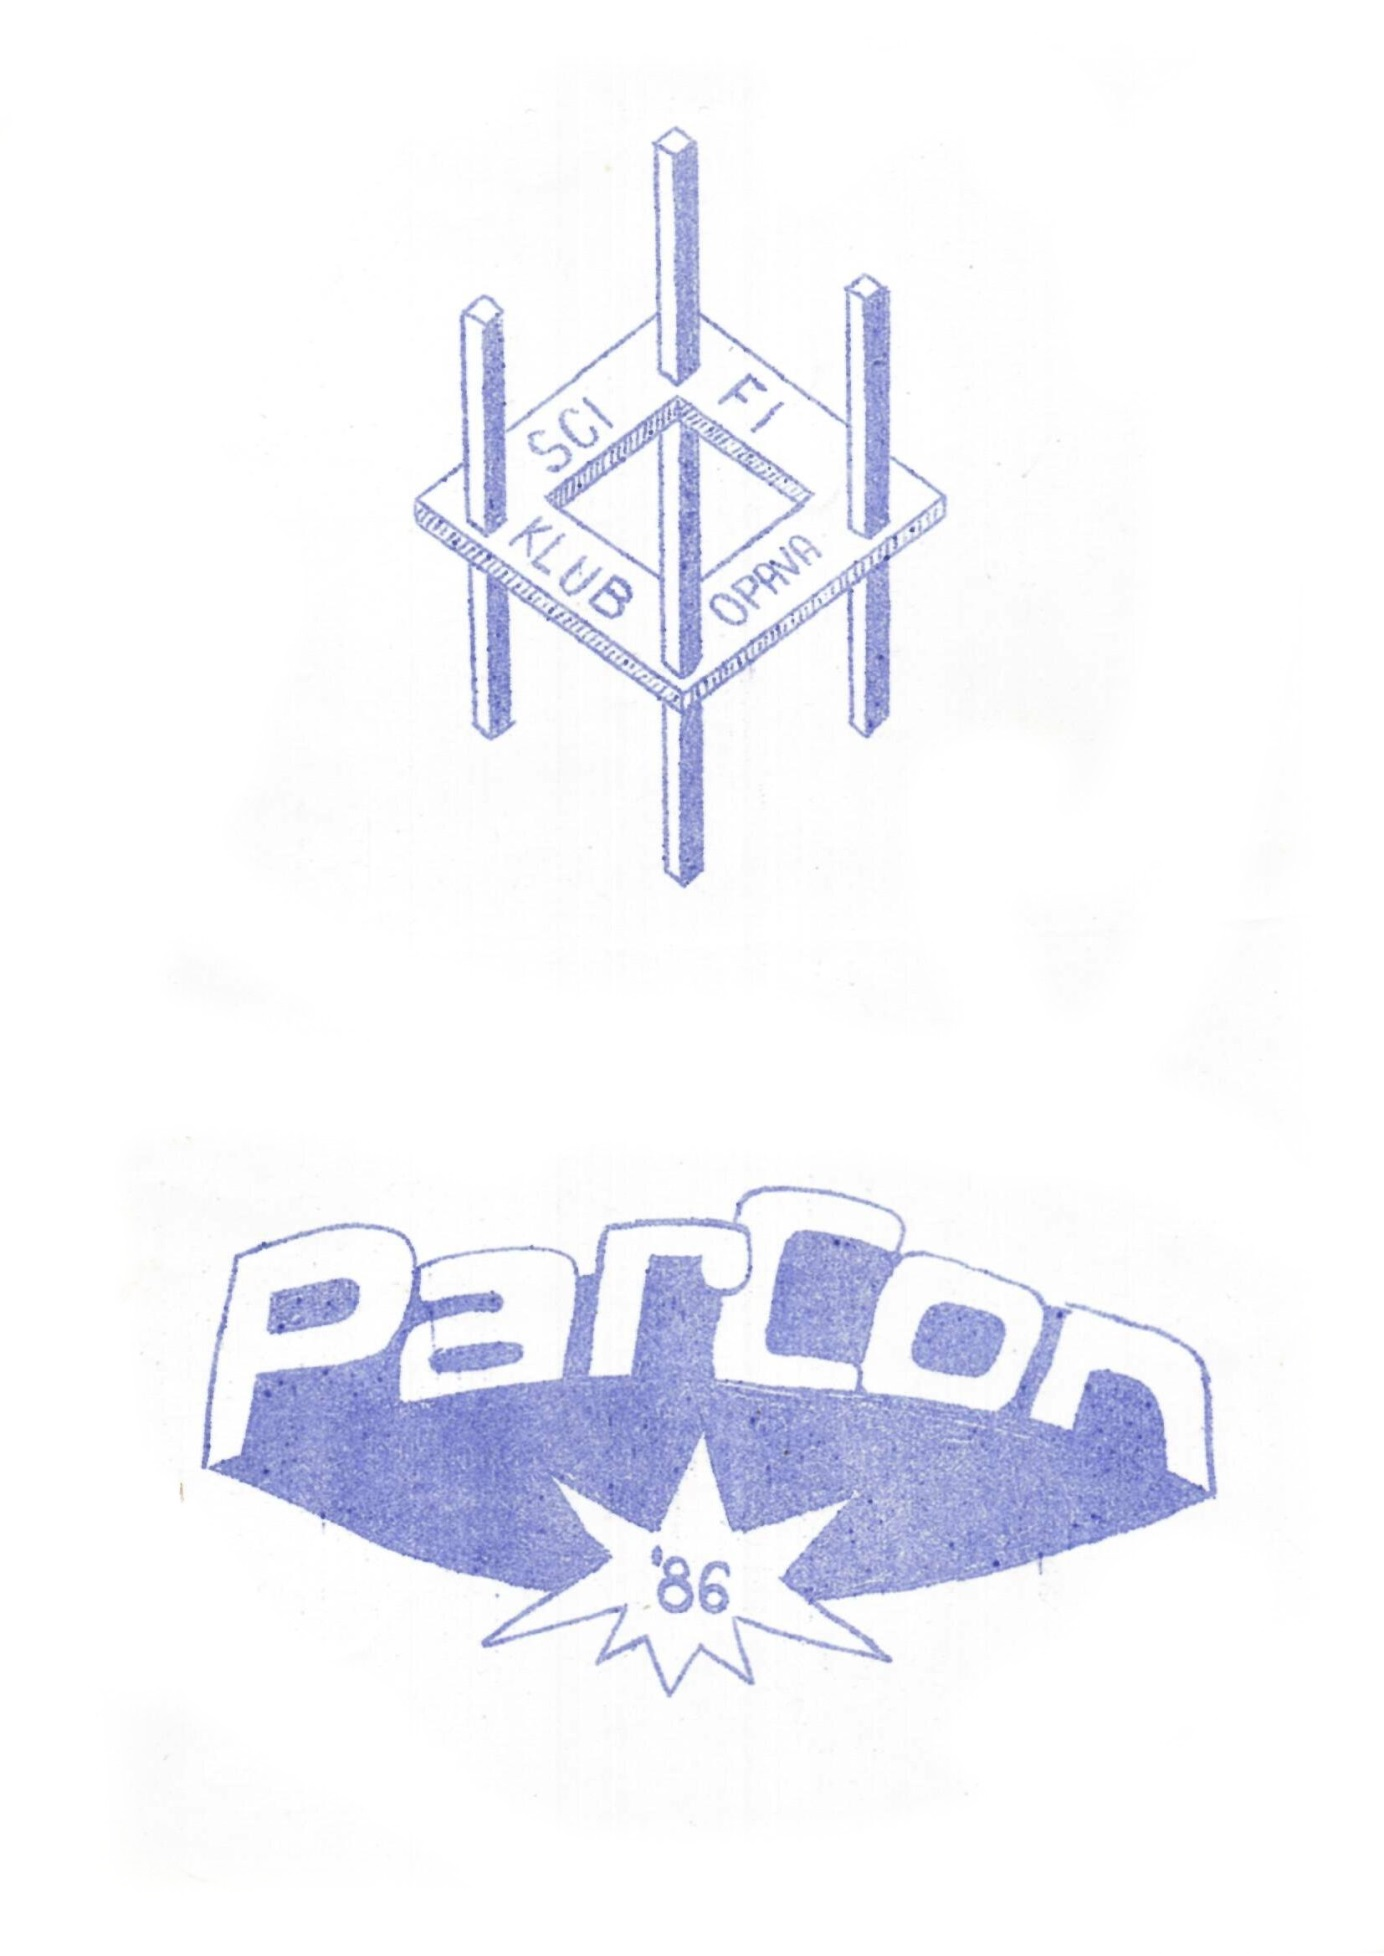 SCI FI
KLUB OPAVA
ParCon
'86